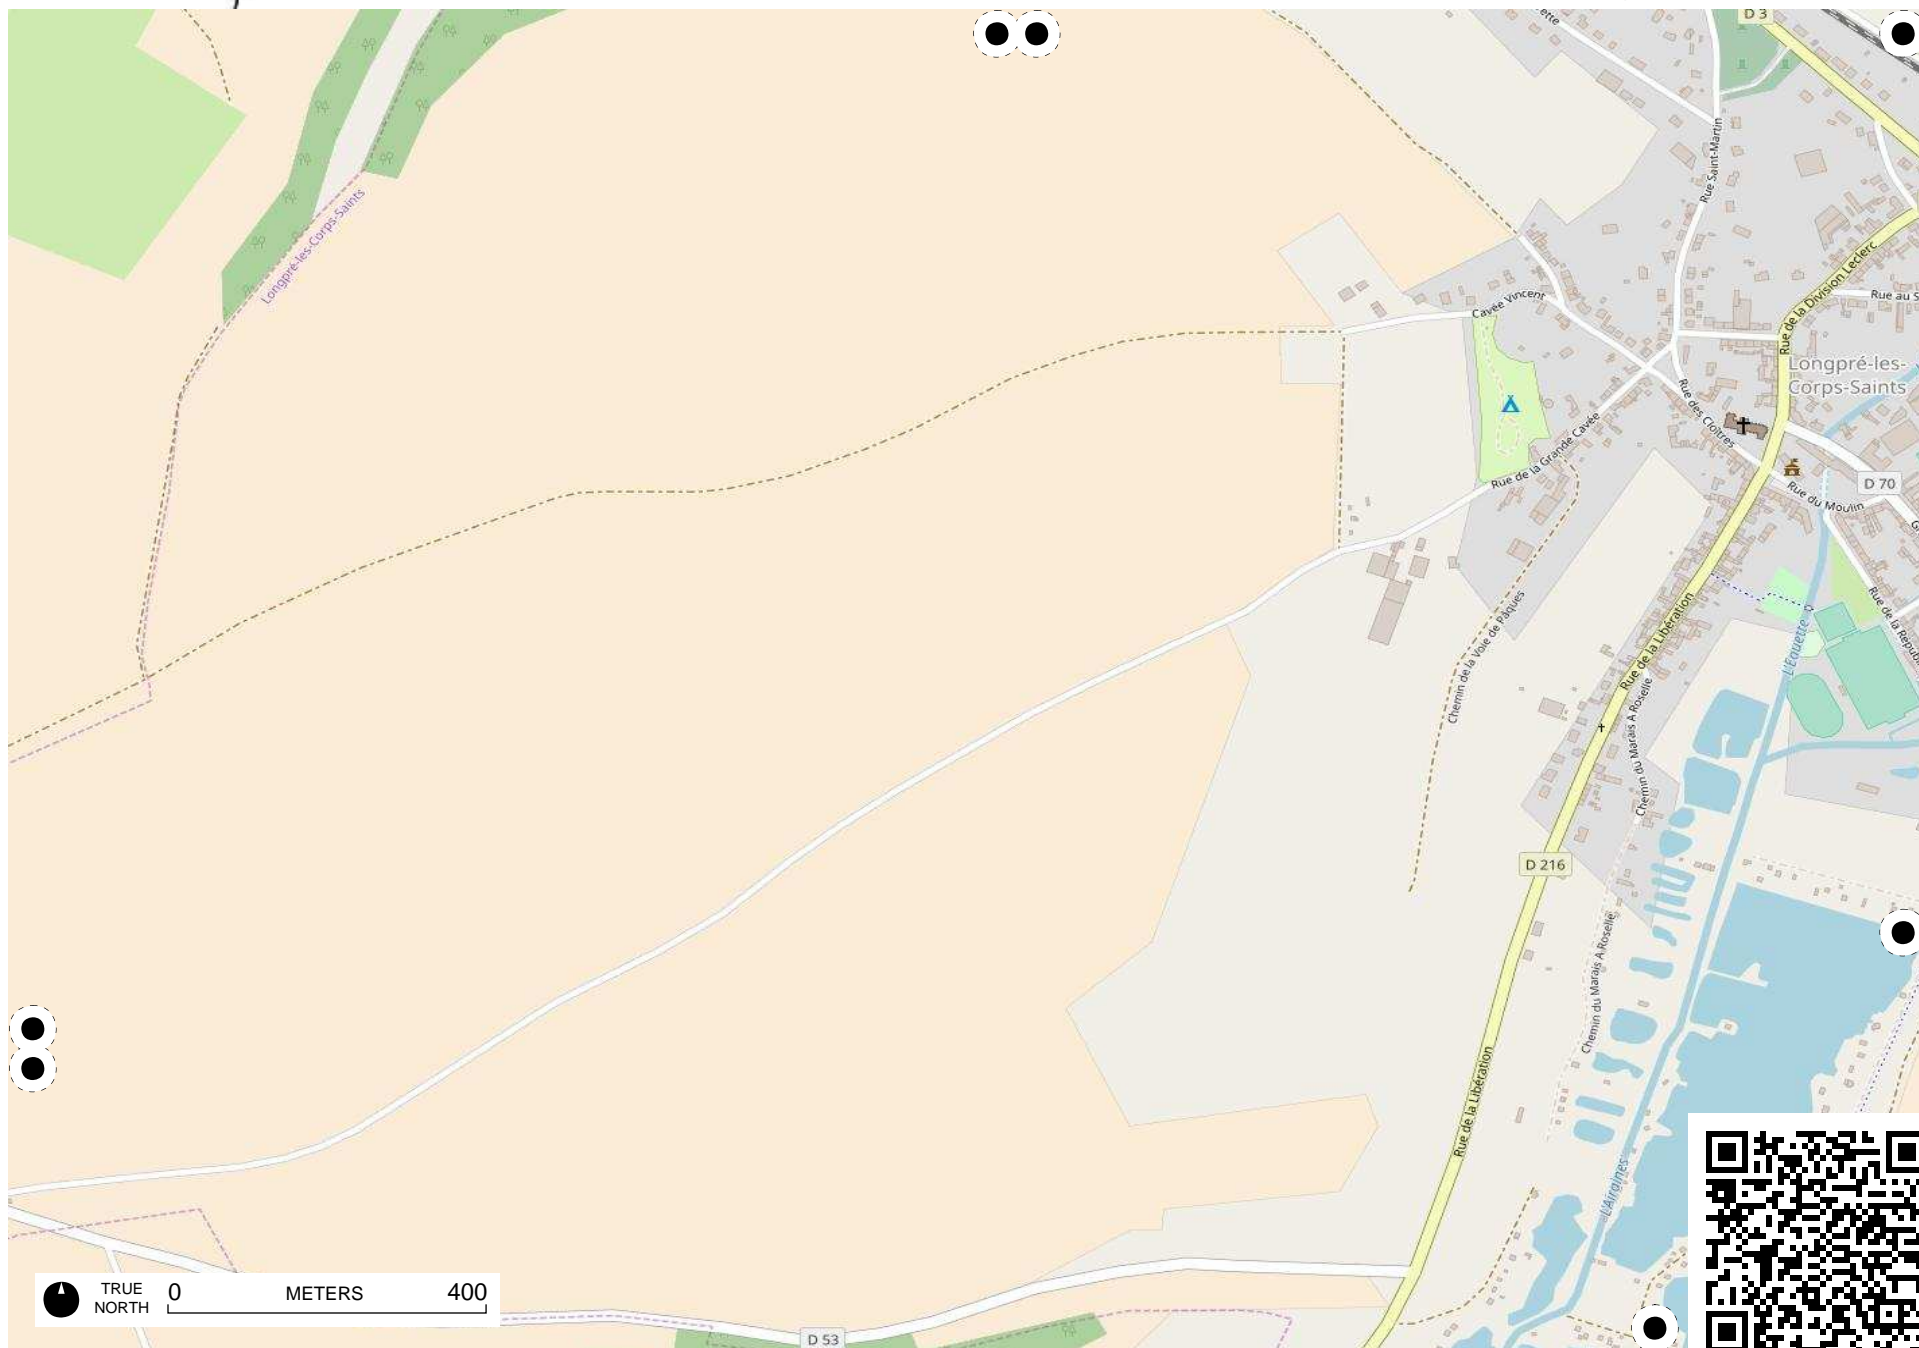 D 3
Rue Saint-Martin
Longpré-les-Corps-Saints
Rue de la Division Leclerc
Cavée Vincent
Rue au S
Longpré-les-
Corps-Saints
Rue des Cloîtres
Rue de la Grande Cavée
D 70
Rue du Moulin
Chemin de la Voie de Pâques
Rue de la Libération
L'Eauette
Rue de la Républi
Chemin du Marais A Roselle
D 216
Chemin du Marais A Roselle
Rue de la Libération
L'Airaines
TRUE
NORTH
0 METERS 400
D 53